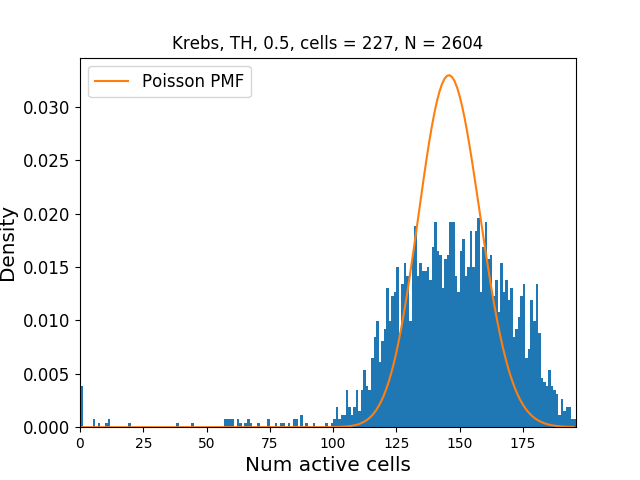 Krebs, TH, 0.5, cells = 227, N = 2604
Poisson PMF
0.030
0.025
0.020
0.015
0.010
0.005
0.000
Density
0 25 50 75 100 125 150 175
Num active cells